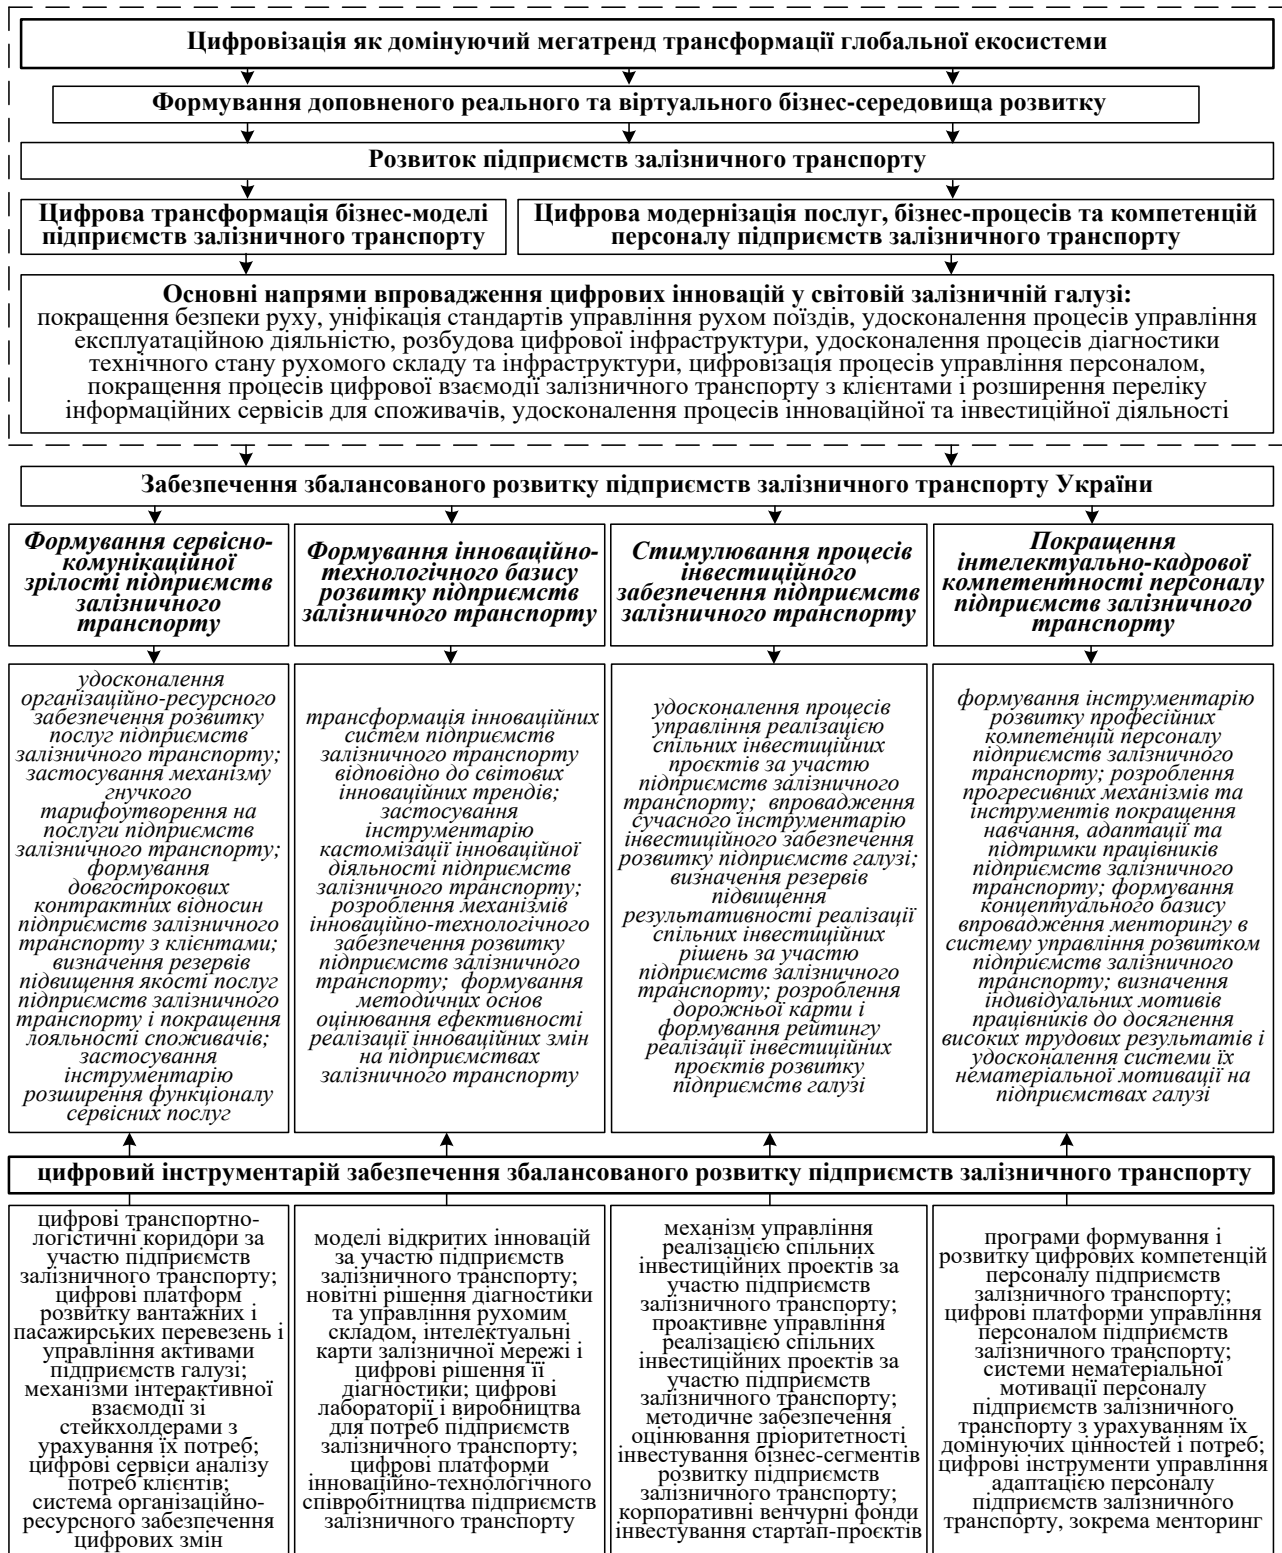 Цифровізація як домінуючий мегатренд трансформації глобальної екосистеми
Формування доповненого реального та віртуального бізнес-середовища розвитку
Розвиток підприємств залізничного транспорту
Цифрова трансформація бізнес-моделі
підприємств залізничного транспорту
Цифрова модернізація послуг, бізнес-процесів та компетенцій
персоналу підприємств залізничного транспорту
Основні напрями впровадження цифрових інновацій у світовій залізничній галузі:
покращення безпеки руху, уніфікація стандартів управління рухом поїздів, удосконалення процесів управління
експлуатаційною діяльністю, розбудова цифрової інфраструктури, удосконалення процесів діагностики
технічного стану рухомого складу та інфраструктури, цифровізація процесів управління персоналом,
покращення процесів цифрової взаємодії залізничного транспорту з клієнтами і розширення переліку
інформаційних сервісів для споживачів, удосконалення процесів інноваційної та інвестиційної діяльності
Забезпечення збалансованого розвитку підприємств залізничного транспорту України
Формування сервісно-
комунікаційної
зрілості підприємств
залізничного
транспорту
Формування інноваційно-
технологічного базису
розвитку підприємств
залізничного транспорту
Стимулювання процесів
інвестиційного
забезпечення підприємств
залізничного транспорту
Покращення
інтелектуально-кадрової
компетентності персоналу
підприємств залізничного
транспорту
удосконалення
організаційно-ресурсного
забезпечення розвитку
послуг підприємств
залізничного транспорту;
застосування механізму
гнучкого
тарифоутворення на
послуги підприємств
залізничного транспорту;
формування
довгострокових
контрактних відносин
підприємств залізничного
транспорту з клієнтами;
визначення резервів
підвищення якості послуг
підприємств залізничного
транспорту і покращення
лояльності споживачів;
застосування
інструментарію
розширення функціоналу
сервісних послуг
трансформація інноваційних
систем підприємств
залізничного транспорту
відповідно до світових
інноваційних трендів;
застосування
інструментарію
кастомізації інноваційної
діяльності підприємств
залізничного транспорту;
розроблення механізмів
інноваційно-технологічного
забезпечення розвитку
підприємств залізничного
транспорту; формування
методичних основ
оцінювання ефективності
реалізації інноваційних змін
на підприємствах
залізничного транспорту
удосконалення процесів
управління реалізацією
спільних інвестиційних
проєктів за участю
підприємств залізничного
транспорту; впровадження
сучасного інструментарію
інвестиційного забезпечення
розвитку підприємств галузі;
визначення резервів
підвищення
результативності реалізації
спільних інвестиційних
рішень за участю
підприємств залізничного
транспорту; розроблення
дорожньої карти і
формування рейтингу
реалізації інвестиційних
проєктів розвитку
підприємств галузі
формування інструментарію
розвитку професійних
компетенцій персоналу
підприємств залізничного
транспорту; розроблення
прогресивних механізмів та
інструментів покращення
навчання, адаптації та
підтримки працівників
підприємств залізничного
транспорту; формування
концептуального базису
впровадження менторингу в
систему управління розвитком
підприємств залізничного
транспорту; визначення
індивідуальних мотивів
працівників до досягнення
високих трудових результатів і
удосконалення системи їх
нематеріальної мотивації на
підприємствах галузі
цифровий інструментарій забезпечення збалансованого розвитку підприємств залізничного транспорту
цифрові транспортно-
логістичні коридори за
участю підприємств
залізничного транспорту;
цифрові платформ
розвитку вантажних і
пасажирських перевезень і
управління активами
підприємств галузі;
механізми інтерактивної
взаємодії зі
стейкхолдерами з
урахування їх потреб;
цифрові сервіси аналізу
потреб клієнтів;
система організаційно-
ресурсного забезпечення
цифрових змін
моделі відкритих інновацій
за участю підприємств
залізничного транспорту;
новітні рішення діагностики
та управління рухомим
складом, інтелектуальні
карти залізничної мережі і
цифрові рішення її
діагностики; цифрові
лабораторії і виробництва
для потреб підприємств
залізничного транспорту;
цифрові платформи
інноваційно-технологічного
співробітництва підприємств
залізничного транспорту
механізм управління
реалізацією спільних
інвестиційних проектів за
участю підприємств
залізничного транспорту;
проактивне управління
реалізацією спільних
інвестиційних проектів за
участю підприємств
залізничного транспорту;
методичне забезпечення
оцінювання пріоритетності
інвестування бізнес-сегментів
розвитку підприємств
залізничного транспорту;
корпоративні венчурні фонди
інвестування стартап-проєктів
програми формування і
розвитку цифрових компетенцій
персоналу підприємств
залізничного транспорту;
цифрові платформи управління
персоналом підприємств
залізничного транспорту;
системи нематеріальної
мотивації персоналу
підприємств залізничного
транспорту з урахуванням їх
домінуючих цінностей і потреб;
цифрові інструменти управління
адаптацією персоналу
підприємств залізничного
транспорту, зокрема менторинг